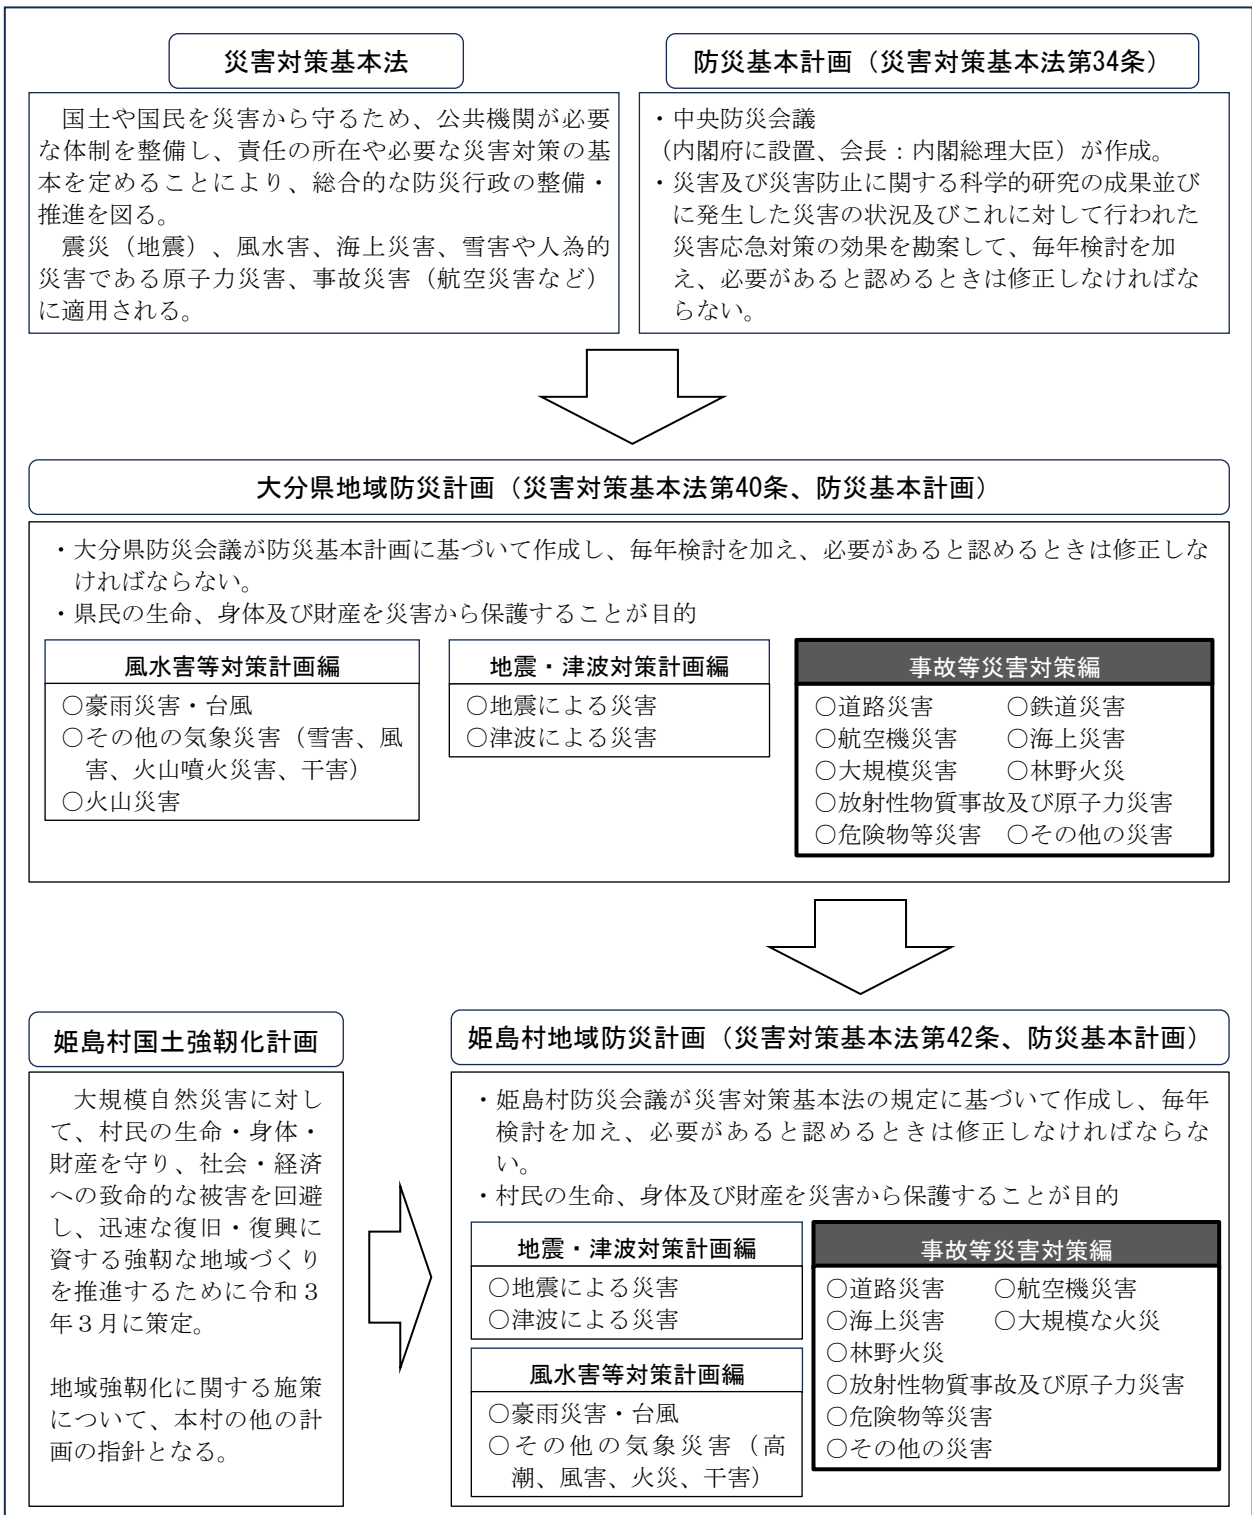 災害対策基本法
国土や国民を災害から守るため、公共機関が必要
な体制を整備し、責任の所在や必要な災害対策の基
本を定めることにより、総合的な防災行政の整備・
推進を図る。
震災（地震）、風水害、海上災害、雪害や人為的
災害である原子力災害、事故災害（航空災害など）
に適用される。
防災基本計画（災害対策基本法第34条）
・中央防災会議
（内閣府に設置、会長：内閣総理大臣）が作成。
・災害及び災害防止に関する科学的研究の成果並び
に発生した災害の状況及びこれに対して行われた
災害応急対策の効果を勘案して、毎年検討を加
え、必要があると認めるときは修正しなければな
らない。
大分県地域防災計画（災害対策基本法第40条、防災基本計画）
・大分県防災会議が防災基本計画に基づいて作成し、毎年検討を加え、必要があると認めるときは修正しな
ければならない。
・県民の生命、身体及び財産を災害から保護することが目的
風水害等対策計画編
○豪雨災害・台風
○その他の気象災害（雪害、風
害、火山噴火災害、干害）
○火山災害
地震・津波対策計画編
○地震による災害
○津波による災害
事故等災害対策編
○道路災害 ○鉄道災害
○航空機災害 ○海上災害
○大規模災害 ○林野火災
○放射性物質事故及び原子力災害
○危険物等災害 ○その他の災害
姫島村国土強靱化計画
大規模自然災害に対し
て、村民の生命・身体・
財産を守り、社会・経済
への致命的な被害を回避
し、迅速な復旧・復興に
資する強靭な地域づくり
を推進するために令和３
年３月に策定。
地域強靭化に関する施策
について、本村の他の計
画の指針となる。
姫島村地域防災計画（災害対策基本法第42条、防災基本計画）
・姫島村防災会議が災害対策基本法の規定に基づいて作成し、毎年
検討を加え、必要があると認めるときは修正しなければならな
い。
・村民の生命、身体及び財産を災害から保護することが目的
地震・津波対策計画編
○地震による災害
○津波による災害
風水害等対策計画編
○豪雨災害・台風
○その他の気象災害（高
潮、風害、火災、干害）
事故等災害対策編
○道路災害 ○航空機災害
○海上災害 ○大規模な火災
○林野火災
○放射性物質事故及び原子力災害
○危険物等災害
○その他の災害